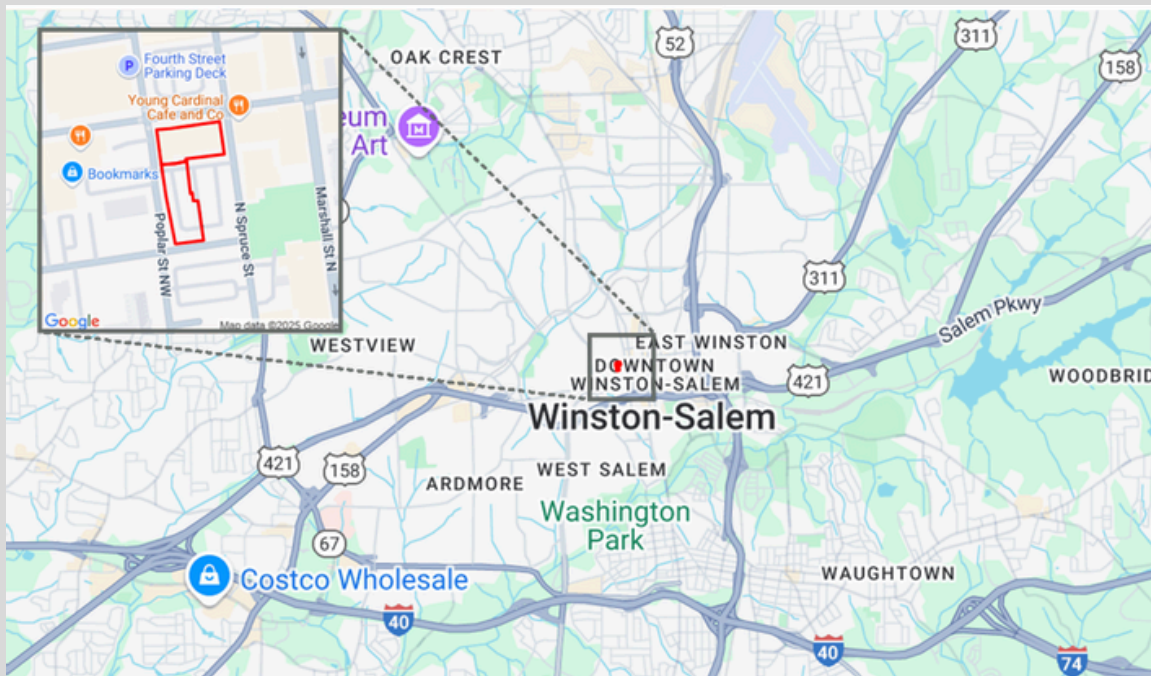 Fourth Street
Parking Deck
Young Cardinal
Cafe and Co
Bookmarks
Poplar St NW
N Spruce St
Marshall St N
Google
Map data ©2025 Google
OAK CREST
52
311
158
eum
Art
311
EAST WINSTON
Salem Pkwy
WESTVIEW
DOWNTOWN
WINSTON-SALEM
421
WOODBRID
Winston-Salem
421
158
WEST SALEM
ARDMORE
Washington
Park
67
WAUGHTOWN
Costco Wholesale
40
40
74